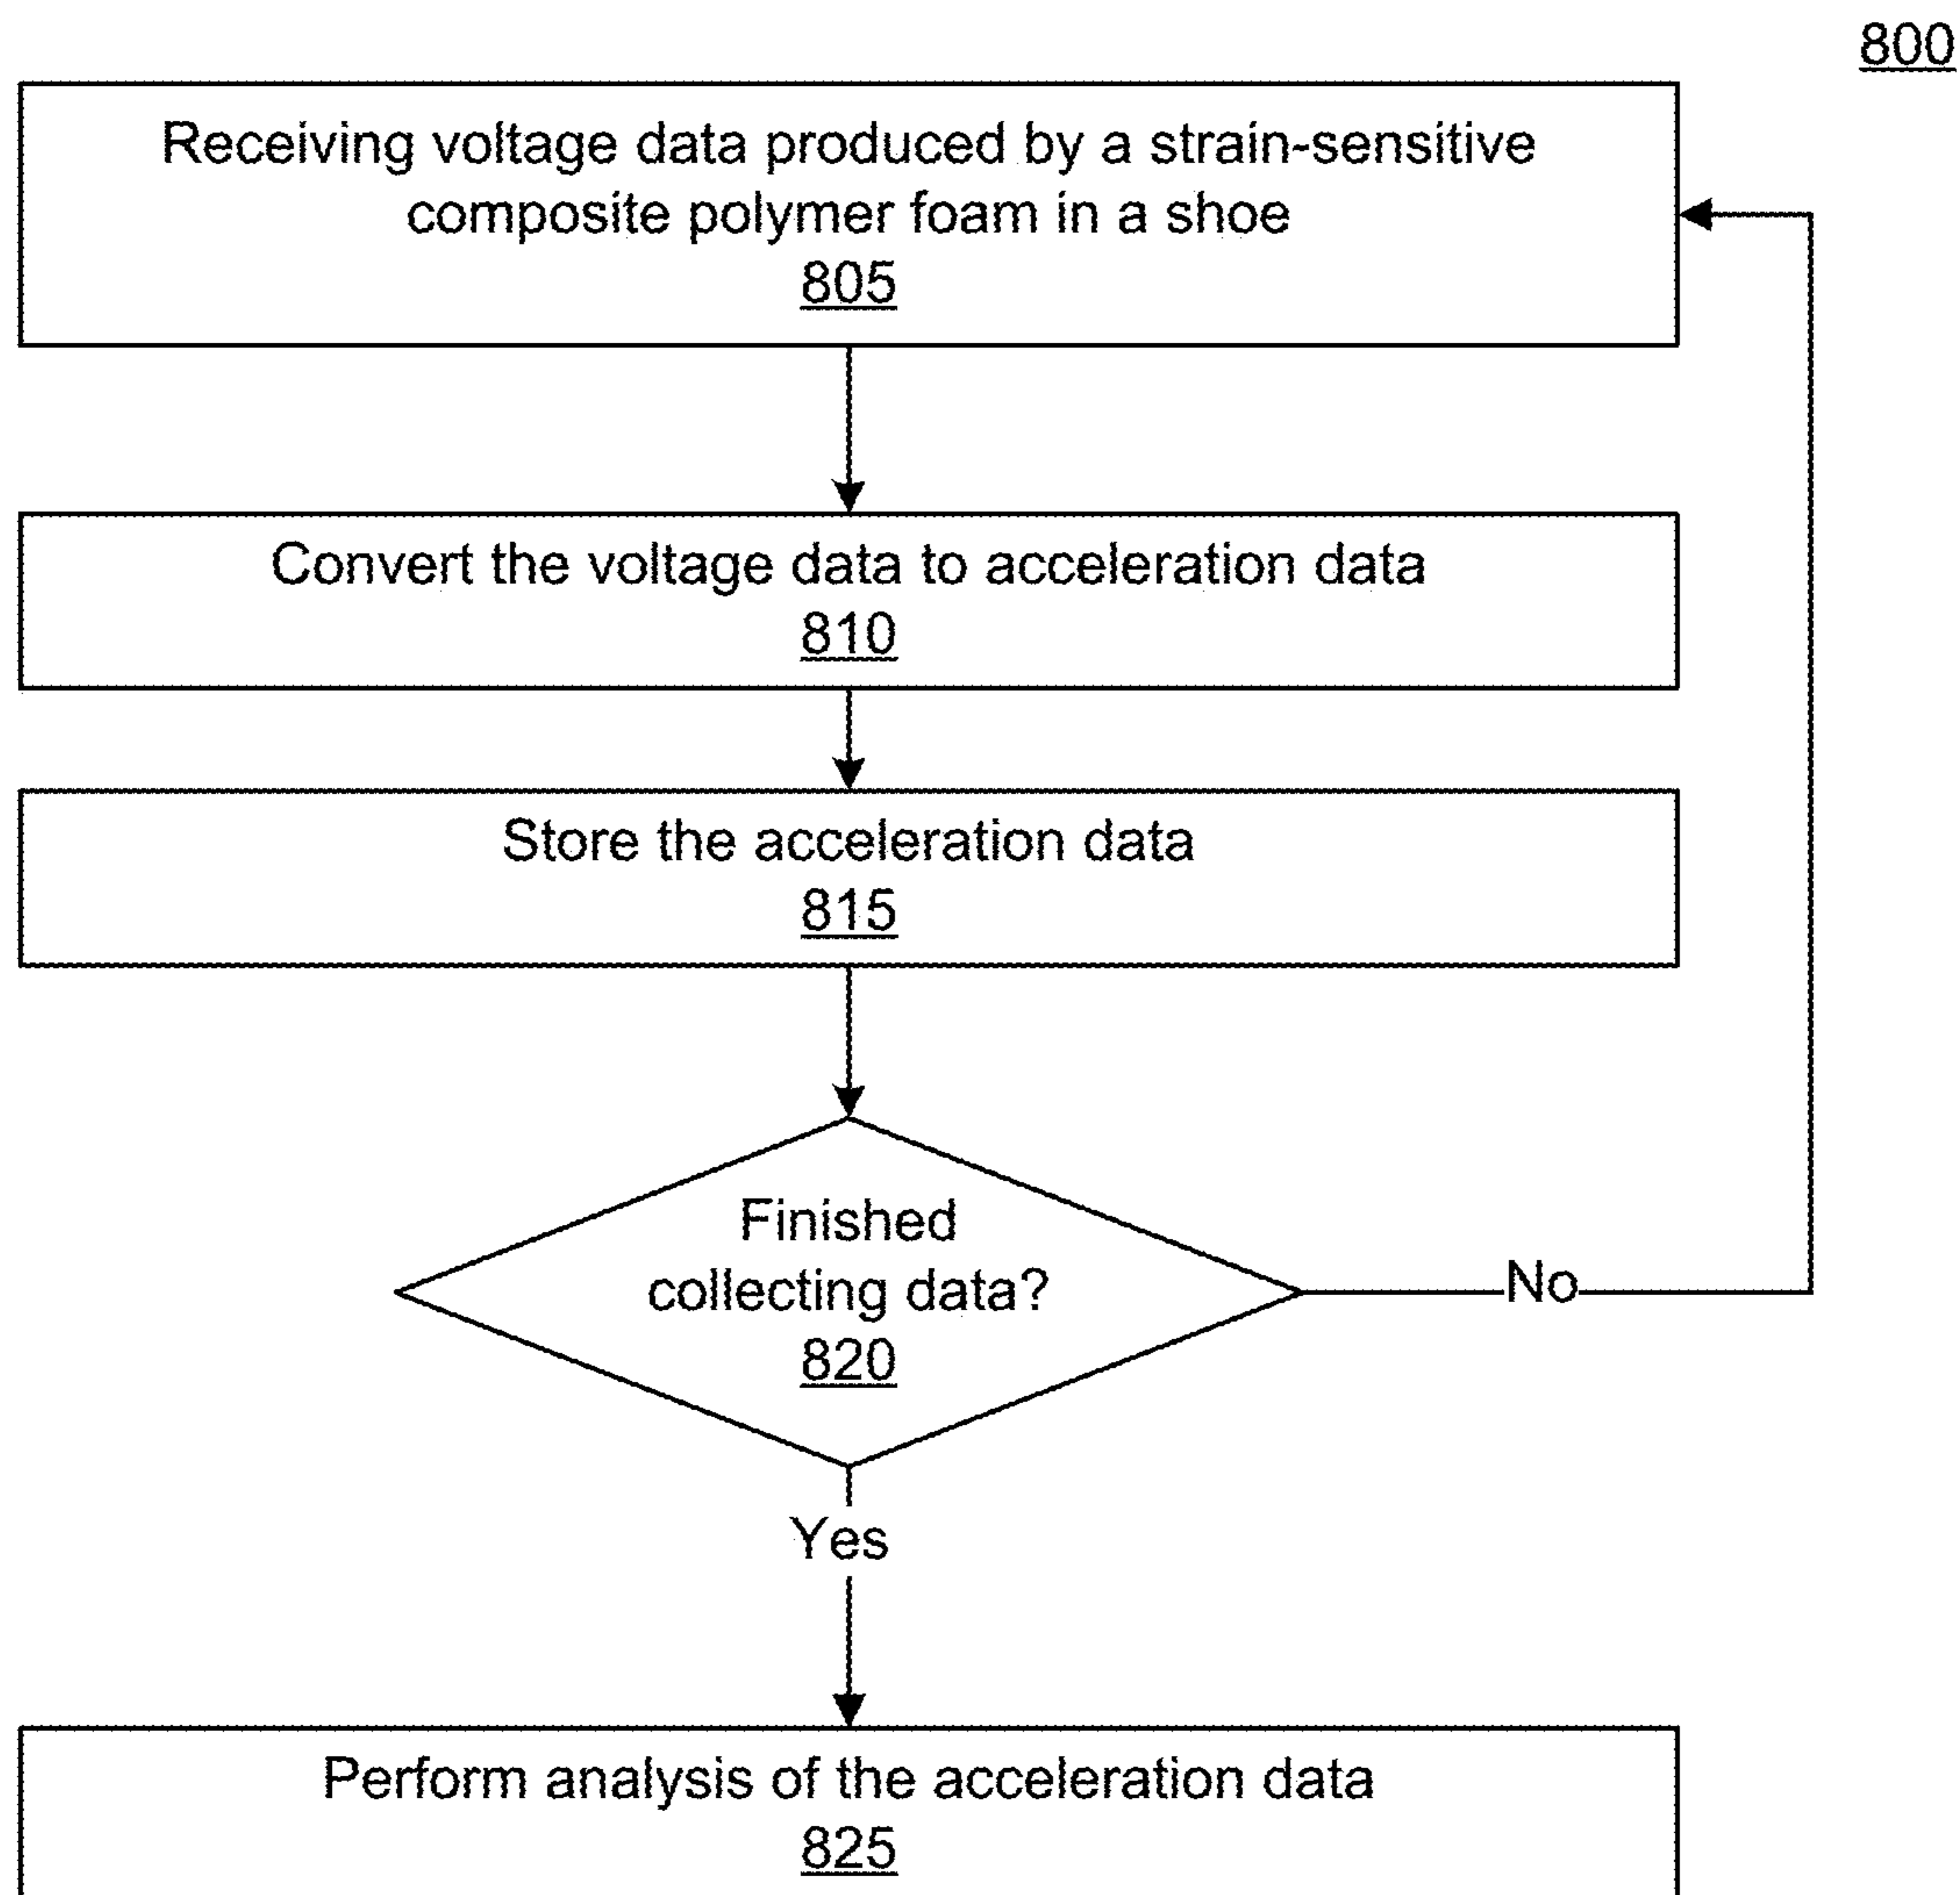 800
Receiving voltage data produced by a strain-sensitive
composite polymer foam in a shoe
805
Convert the voltage data to acceleration data
810
Store the acceleration data
815
Finished
collecting data?
820
No
Yes
Perform analysis of the acceleration data
825